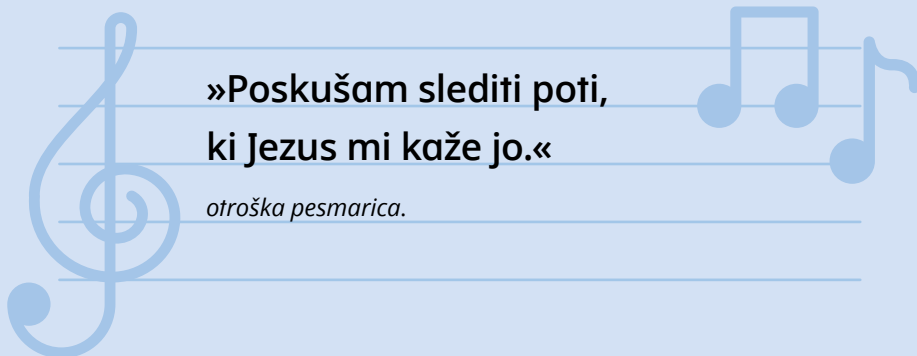 »Poskušam slediti poti,
ki Jezus mi kaže jo.«
otroška pesmarica.